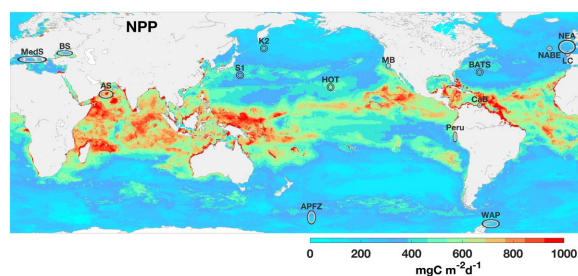 NPP
K2
NEA
MedS
BS
NABE
LC
S1
MB
BATS
AS
HOT
CaB
Peru
APFZ
WAP
0 200 400 600 800 1000
mgC m⁻²d⁻¹